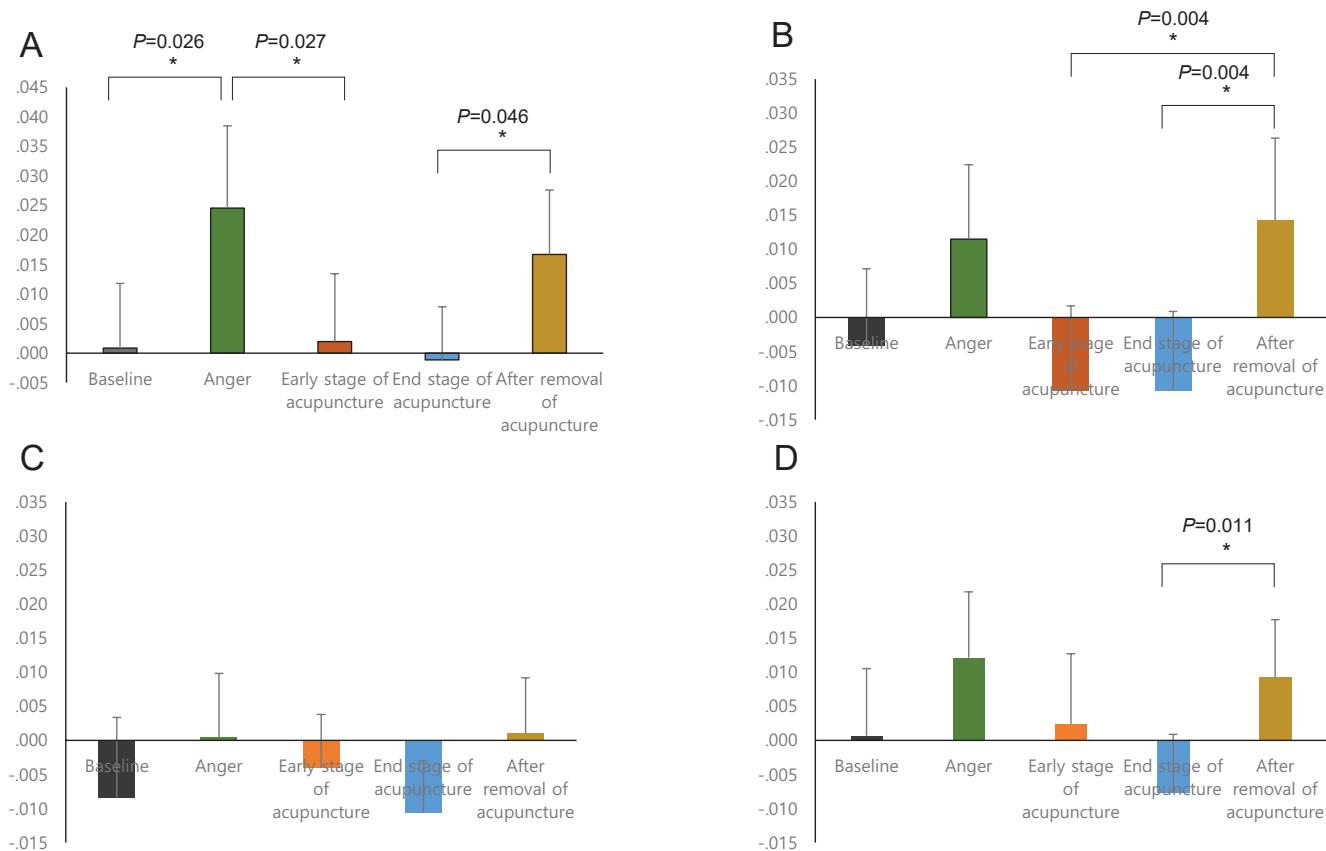 A
P=0.026
*
P=0.027
*
P=0.046
*
.045
.040
.035
.030
.025
.020
.015
.010
.005
.000
-.005
Baseline
Anger
Early stage of
acupuncture
End stage of
acupuncture
After removal
of
acupuncture
B
P=0.004
*
P=0.004
*
.035
.030
.025
.020
.015
.010
.005
.000
-.005
-.010
-.015
Baseline
Anger
Early stage
of
acupuncture
End stage of
acupuncture
After
removal of
acupuncture
C
.035
.030
.025
.020
.015
.010
.005
.000
-.005
-.010
-.015
Baseline
Anger
Early stage
of
acupuncture
End stage of
acupuncture
After
removal of
acupuncture
D
P=0.011
*
.035
.030
.025
.020
.015
.010
.005
.000
-.005
-.010
-.015
Baseline
Anger
Early stage
of
acupuncture
End stage of
acupuncture
After
removal of
acupuncture